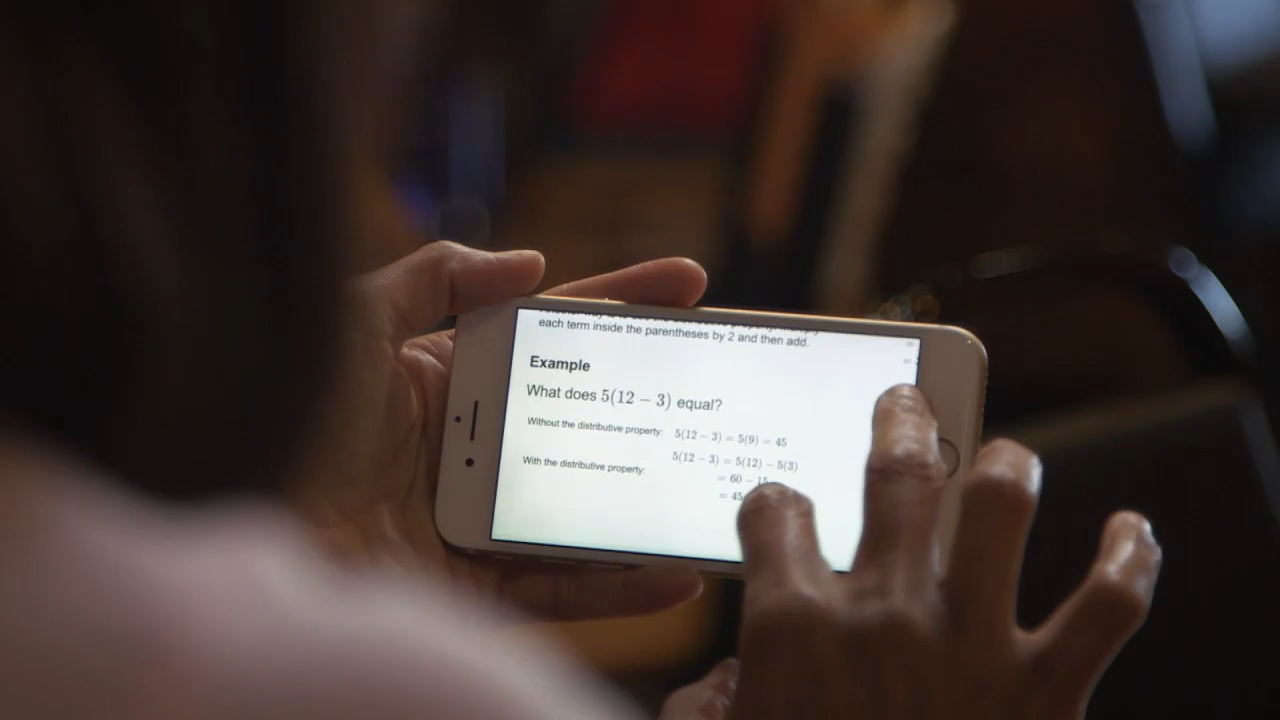 each term inside the parentheses by 2 and then add.
Example
What does 5(12 − 3) equal?
Without the distributive property: 5(12 − 3) = 5(9) = 45
With the distributive property: 5(12 − 3) = 5(12) − 5(3)
= 60 − 15
= 45